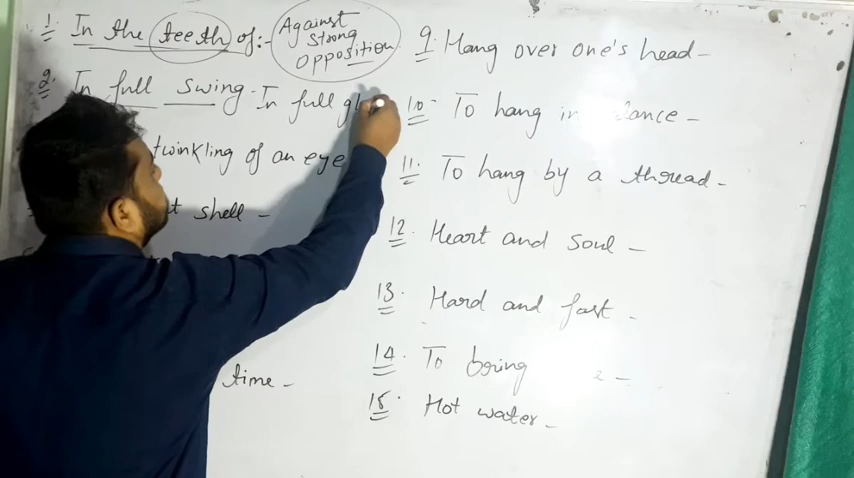 1. In the teeth of:- Against
Strong
Opposition.
2. In full swing. In full gl
twinkling of an eye
t shell -
time -
9. Hang over one's head -
10. To hang in lance -
11. To hang by a thread -
12. Heart and soul -
13. Hard and fast -
14. To bring
15. Hot water -